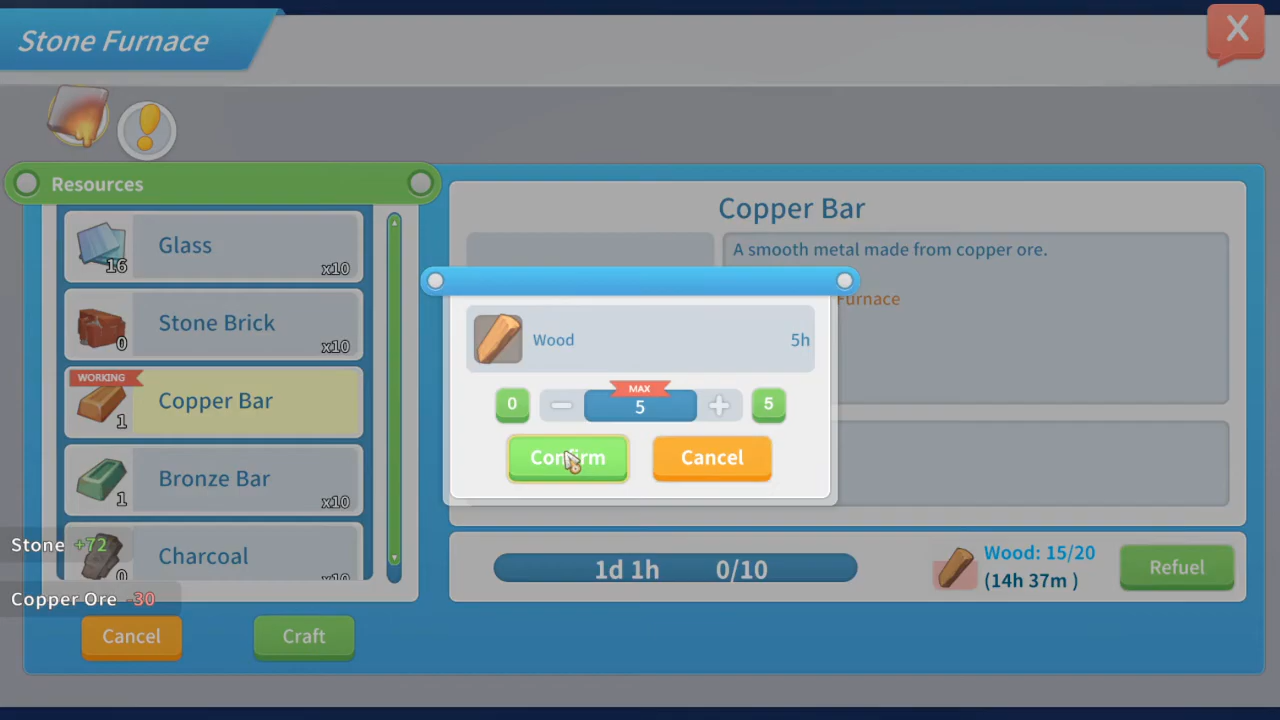 Stone Furnace
X
Resources
Glass
16
x10
Stone Brick
0
x10
WORKING
Copper Bar
1
Bronze Bar
1
x10
Charcoal
0
x10
Stone +72
Copper Ore -30
Cancel
Craft
Copper Bar
A smooth metal made from copper ore.
Furnace
Wood
5h
MAX
0
5
5
Confirm
Cancel
1d 1h 0/10
Wood: 15/20
(14h 37m )
Refuel